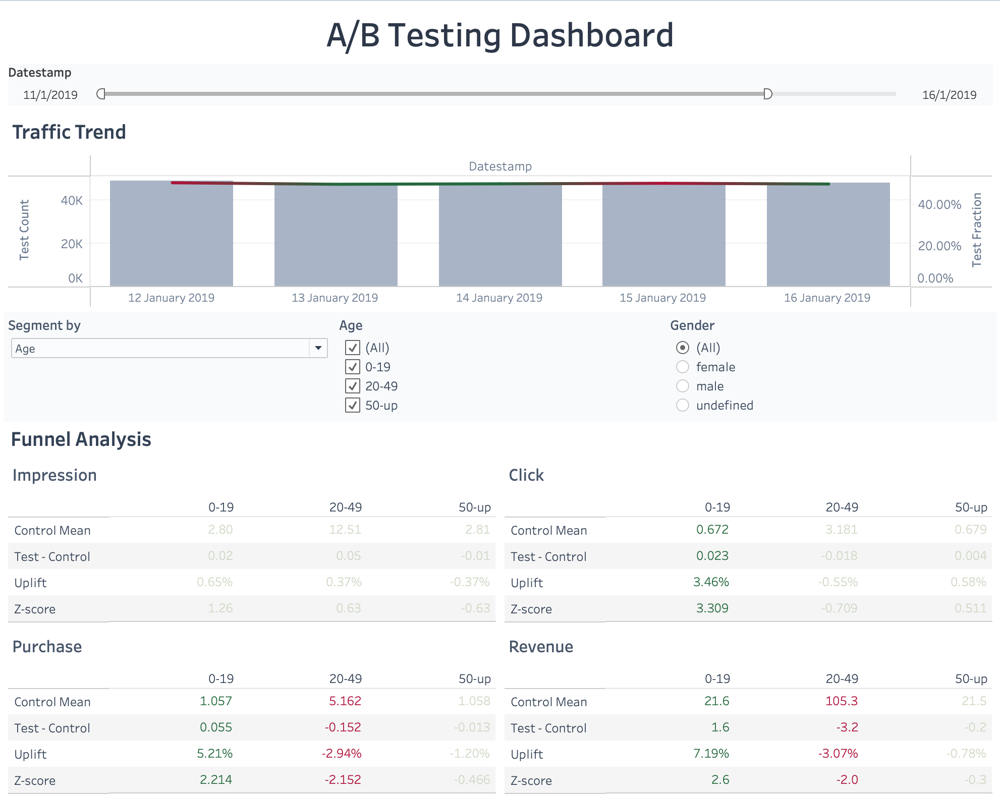 A/B Testing Dashboard
Datestamp
11/1/2019 16/1/2019
Traffic Trend
Datestamp
Test Count
40K
20K
0K
40.00%
20.00%
0.00%
Test Fraction
12 January 2019 13 January 2019 14 January 2019 15 January 2019 16 January 2019
Segment by
Age
Age
(All)
0-19
20-49
50-up
Gender
(All)
female
male
undefined
Funnel Analysis
Impression
0-19 20-49 50-up
Control Mean 2.80 12.51 2.81
Test - Control 0.02 0.05 -0.01
Uplift 0.65% 0.37% -0.37%
Z-score 1.26 0.63 -0.63
Click
0-19 20-49 50-up
Control Mean 0.672 3.181 0.679
Test - Control 0.023 -0.018 0.004
Uplift 3.46% -0.55% 0.58%
Z-score 3.309 -0.709 0.511
Purchase
0-19 20-49 50-up
Control Mean 1.057 5.162 1.058
Test - Control 0.055 -0.152 -0.013
Uplift 5.21% -2.94% -1.20%
Z-score 2.214 -2.152 -0.466
Revenue
0-19 20-49 50-up
Control Mean 21.6 105.3 21.5
Test - Control 1.6 -3.2 -0.2
Uplift 7.19% -3.07% -0.78%
Z-score 2.6 -2.0 -0.3